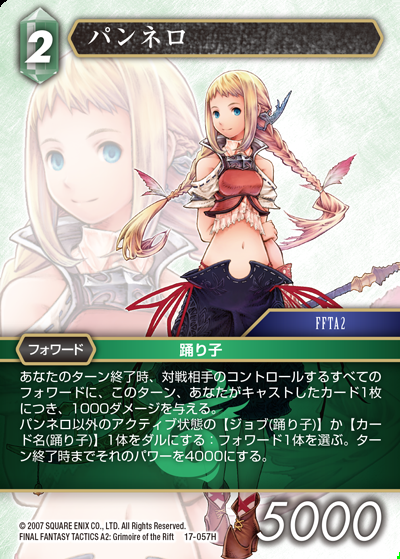 2
パンネロ
FFTA2
フォワード
踊り子
あなたのターン終了時、対戦相手のコントロールするすべての
フォワードに、このターン、あなたがキャストしたカード1枚
につき、1000ダメージを与える。
パンネロ以外のアクティブ状態の【ジョブ(踊り子)】か【カー
ド名(踊り子)】1体をダルにする:フォワード1体を選ぶ。ター
ン終了時までそれのパワーを4000にする。
© 2007 SQUARE ENIX CO., LTD. All Rights Reserved.
FINAL FANTASY TACTICS A2: Grimoire of the Rift 17-057H
5000